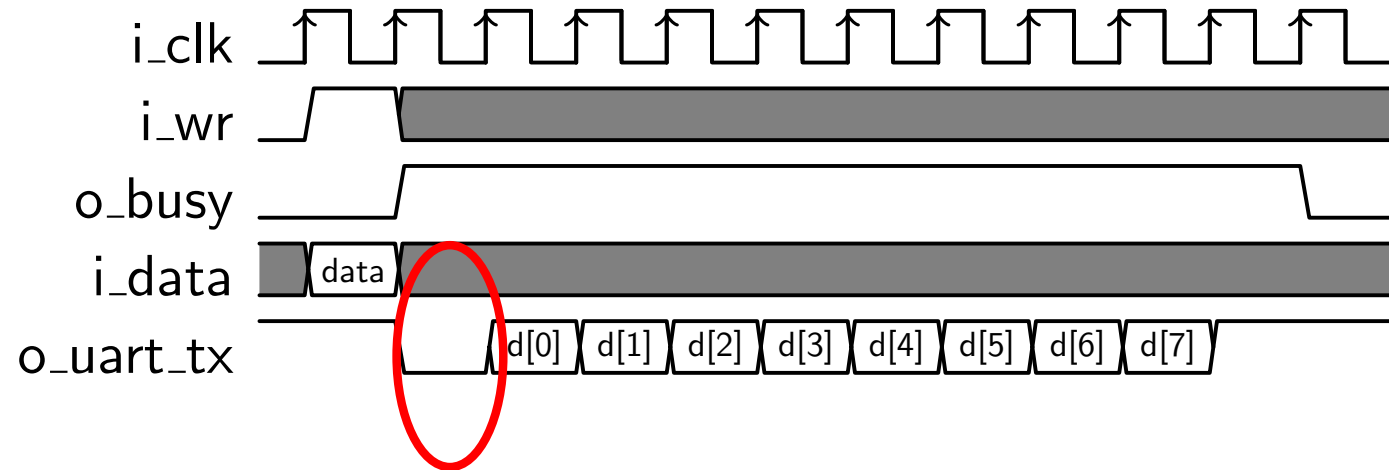 i_clk
i_wr
o_busy
i_data data
o_uart_tx d[0] d[1] d[2] d[3] d[4] d[5] d[6] d[7]